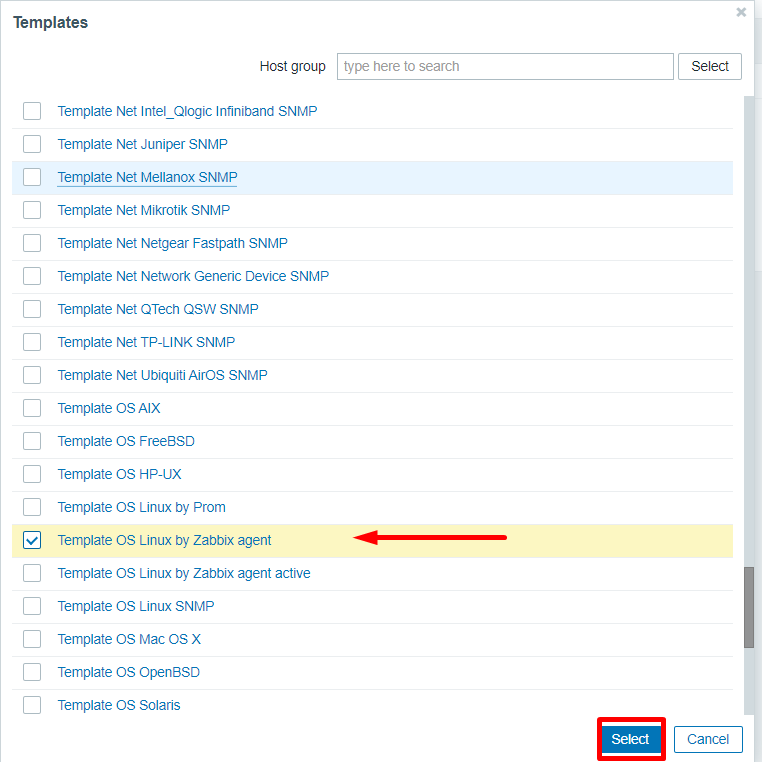 Templates
Host group type here to search Select
Template Net Intel_Qlogic Infiniband SNMP
Template Net Juniper SNMP
Template Net Mellanox SNMP
Template Net Mikrotik SNMP
Template Net Netgear Fastpath SNMP
Template Net Network Generic Device SNMP
Template Net QTech QSW SNMP
Template Net TP-LINK SNMP
Template Net Ubiquiti AirOS SNMP
Template OS AIX
Template OS FreeBSD
Template OS HP-UX
Template OS Linux by Prom
Template OS Linux by Zabbix agent
Template OS Linux by Zabbix agent active
Template OS Linux SNMP
Template OS Mac OS X
Template OS OpenBSD
Template OS Solaris
Select Cancel